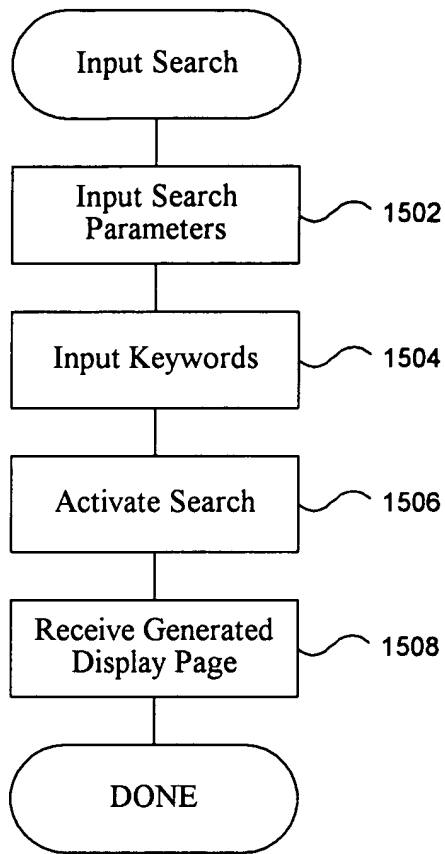 Input Search
Input Search
Parameters
1502
Input Keywords
1504
Activate Search
1506
Receive Generated
Display Page
1508
DONE